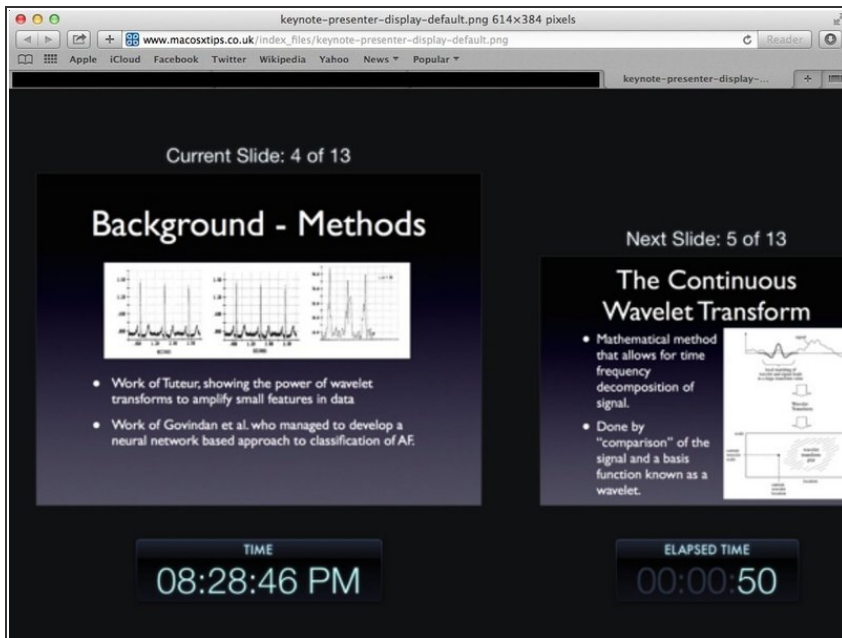 keynote-presenter-display-default.png 614×384 pixels
www.macosxtips.co.uk/index_files/keynote-presenter-display-default.png
Reader
Apple iCloud Facebook Twitter Wikipedia Yahoo News Popular
keynote-presenter-display-...
Current Slide: 4 of 13
Background - Methods
Work of Tuteur, showing the power of wavelet
transforms to amplify small features in data
Work of Govindan et al. who managed to develop a
neural network based approach to classification of AF.
TIME
08:28:46 PM
Next Slide: 5 of 13
The Continuous
Wavelet Transform
Mathematical method
that allows for time
frequency
decomposition of
signal.
Done by
“comparison” of the
signal and a basis
function known as a
wavelet.
ELAPSED TIME
00:00:50